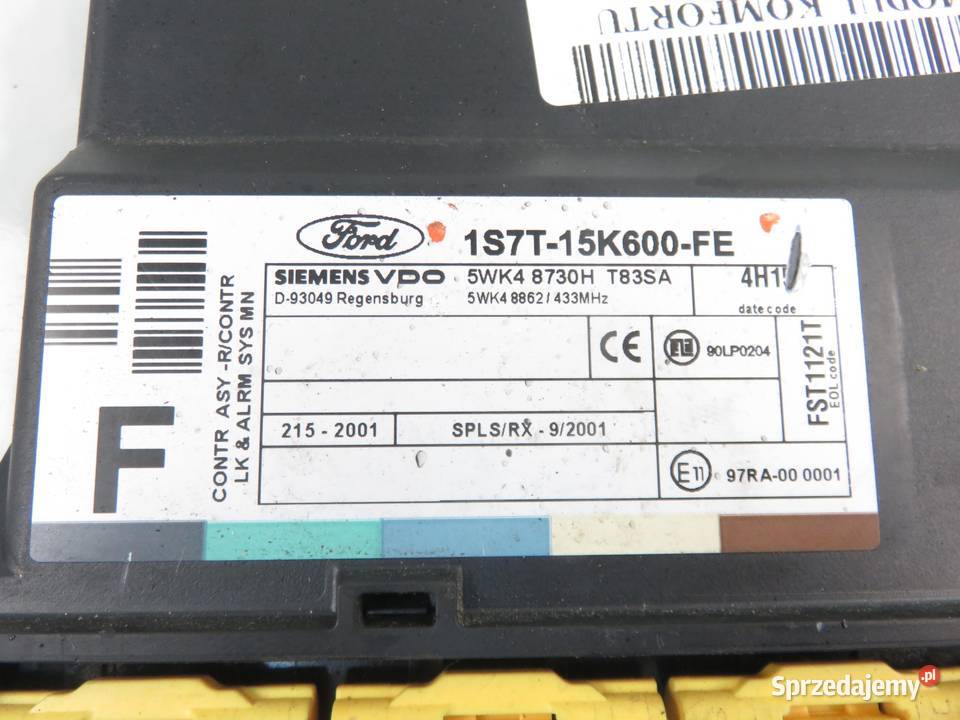 MODUŁ KOMFORTU
Ford
1S7T-15K600-FE
SIEMENS VDO 5WK4 8730H T83SA
D-93049 Regensburg 5WK4 8862 / 433MHz
date code
CE
90LP0204
FST1121T
EOL code
215 - 2001
SPLS/RX - 9/2001
E11 97RA-00 0001
CONTR ASY -R/CONTR
LK & ALRM SYS MN
F
Sprzedajemy.pl